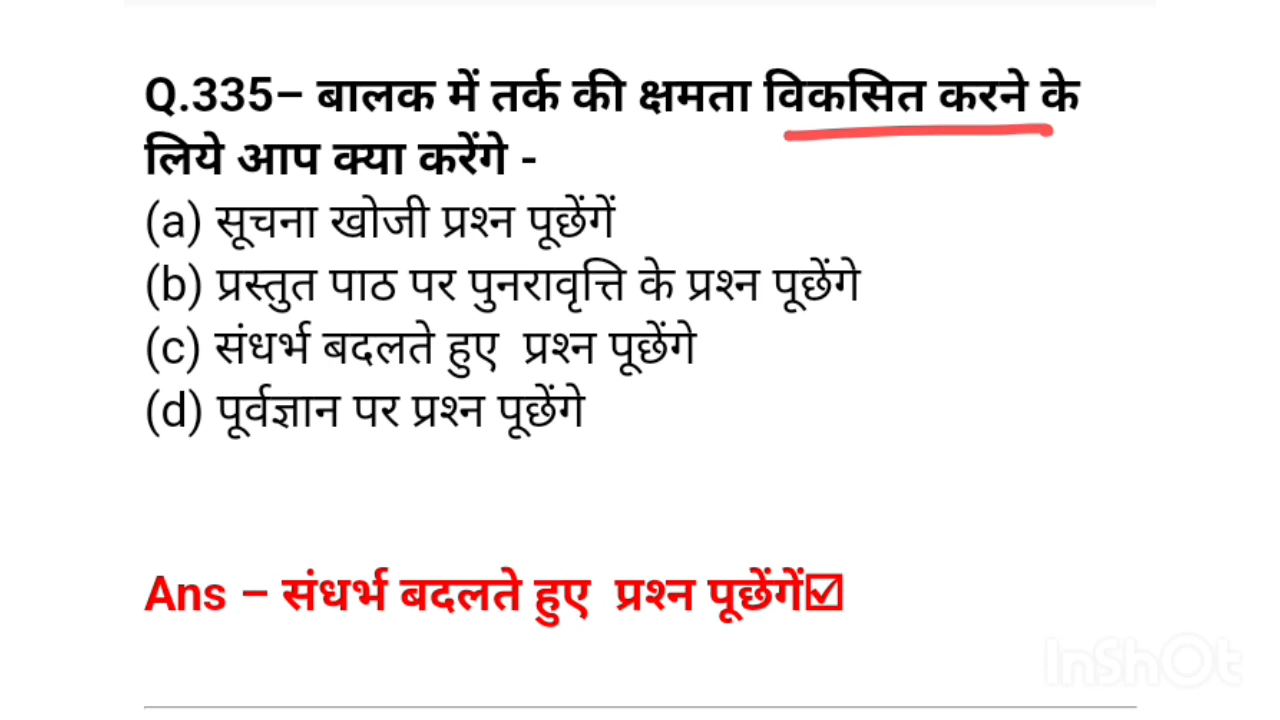 Q.335– बालक में तर्क की क्षमता विकसित करने के
लिये आप क्या करेंगे -
(a) सूचना खोजी प्रश्न पूछेंगें
(b) प्रस्तुत पाठ पर पुनरावृत्ति के प्रश्न पूछेंगे
(c) संधर्भ बदलते हुए प्रश्न पूछेंगे
(d) पूर्वज्ञान पर प्रश्न पूछेंगे
Ans – संधर्भ बदलते हुए प्रश्न पूछेंगें☑
InShOt